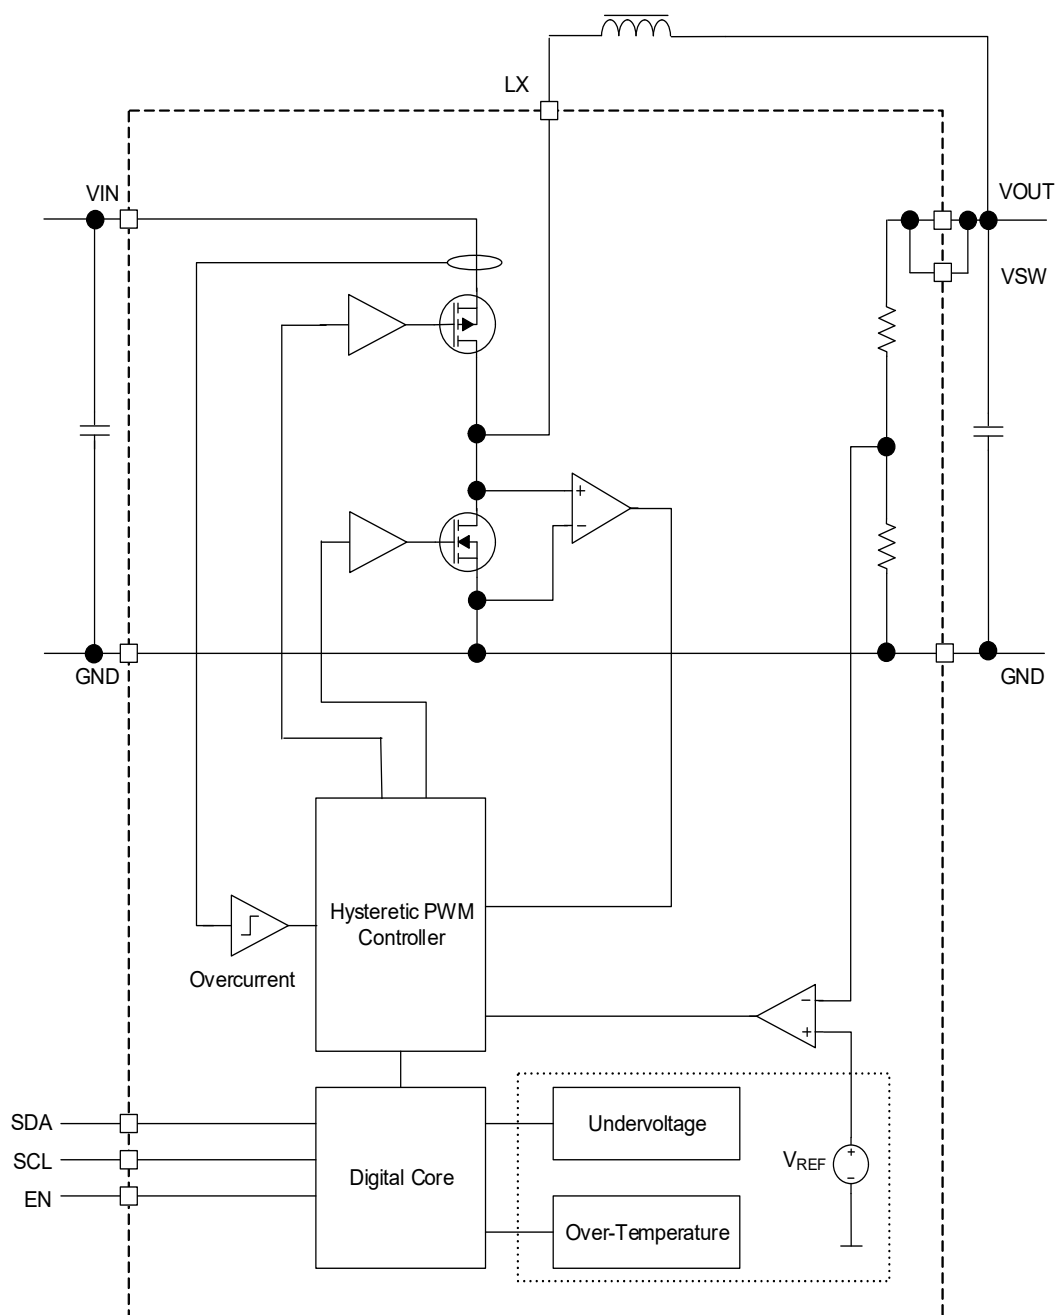 LX
VIN
VOUT
VSW
+
−
GND
GND
Hysteretic PWM
Controller
Overcurrent
−
+
SDA
SCL
EN
Digital Core
Undervoltage
VREF
+
−
Over-Temperature